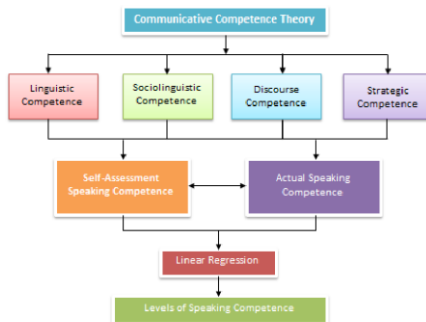 Communicative Competence Theory
Linguistic
Competence
Sociolinguistic
Competence
Discourse
Competence
Strategic
Competence
Self-Assessment
Speaking Competence
Actual Speaking
Competence
Linear Regression
Levels of Speaking Competence